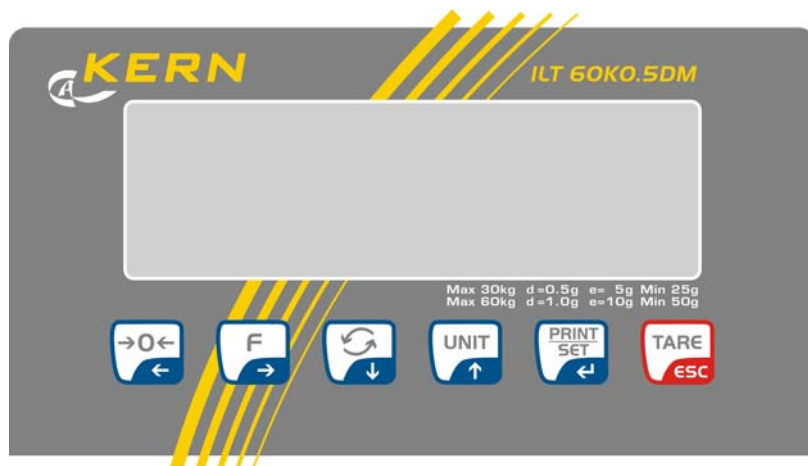 KERN
ILT 60K0.5DM
Max 30kg d=0.5g e= 5g Min 25g
Max 60kg d=1.0g e=10g Min 50g
→0← F UNIT PRINT TARE
SET
← → ↓ ↑ ↵ ESC